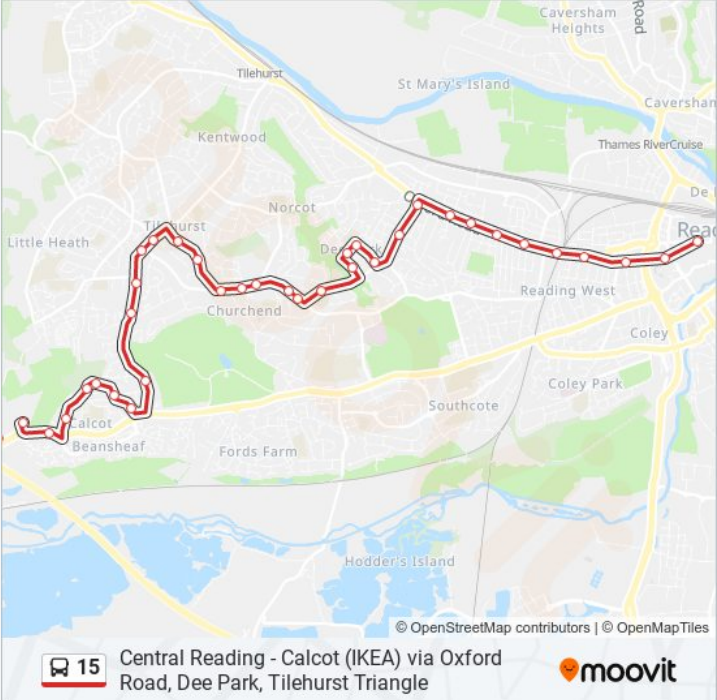 Caversham
Heights
Road
Tilehurst
St Mary's Island
Caversham
Kentwood
Thames RiverCruise
De
Norcot
Tilehurst
Reac
Little Heath
Reading West
Churchend
Coley
Coley Park
Southcote
Calcot
Beansheaf
Fords Farm
Hodder's Island
© OpenStreetMap contributors | © OpenMapTiles
15
Central Reading - Calcot (IKEA) via Oxford
Road, Dee Park, Tilehurst Triangle
moovit